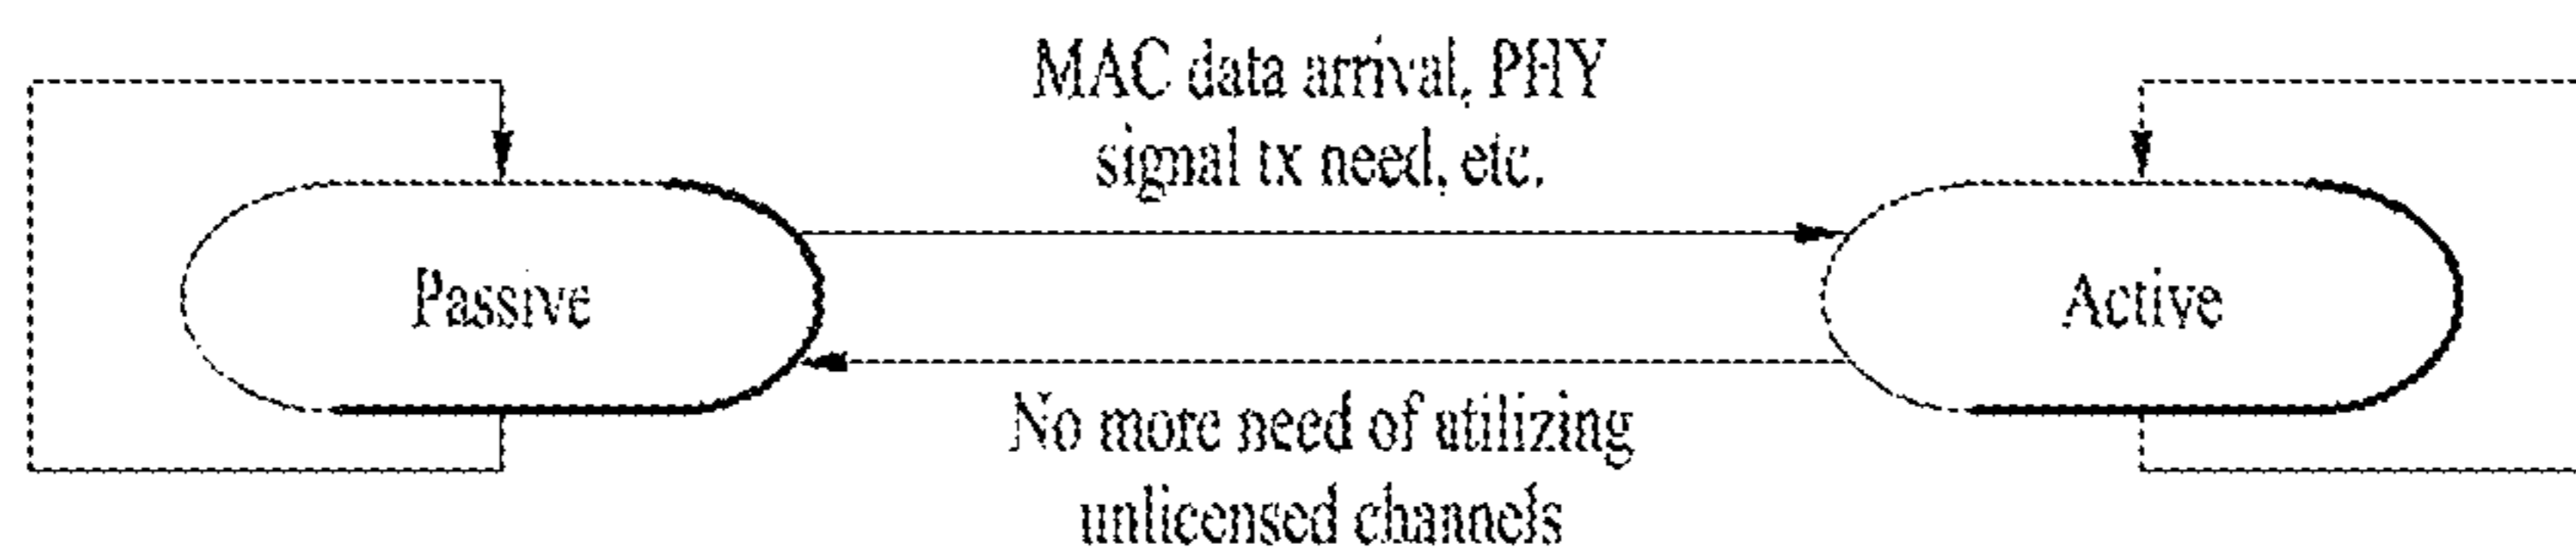 MAC data arrival, PHY
signal tx need, etc.
Passive
Active
No more need of utilizing
unlicensed channels